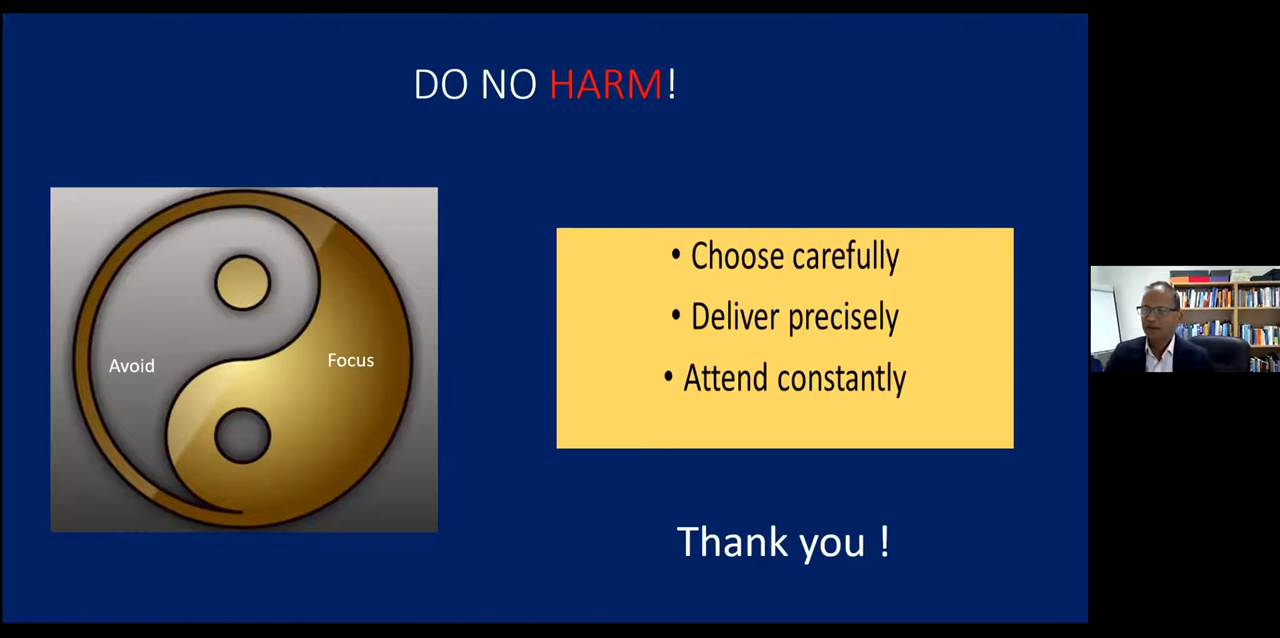 DO NO HARM!
Avoid
Focus
• Choose carefully
• Deliver precisely
• Attend constantly
Thank you !